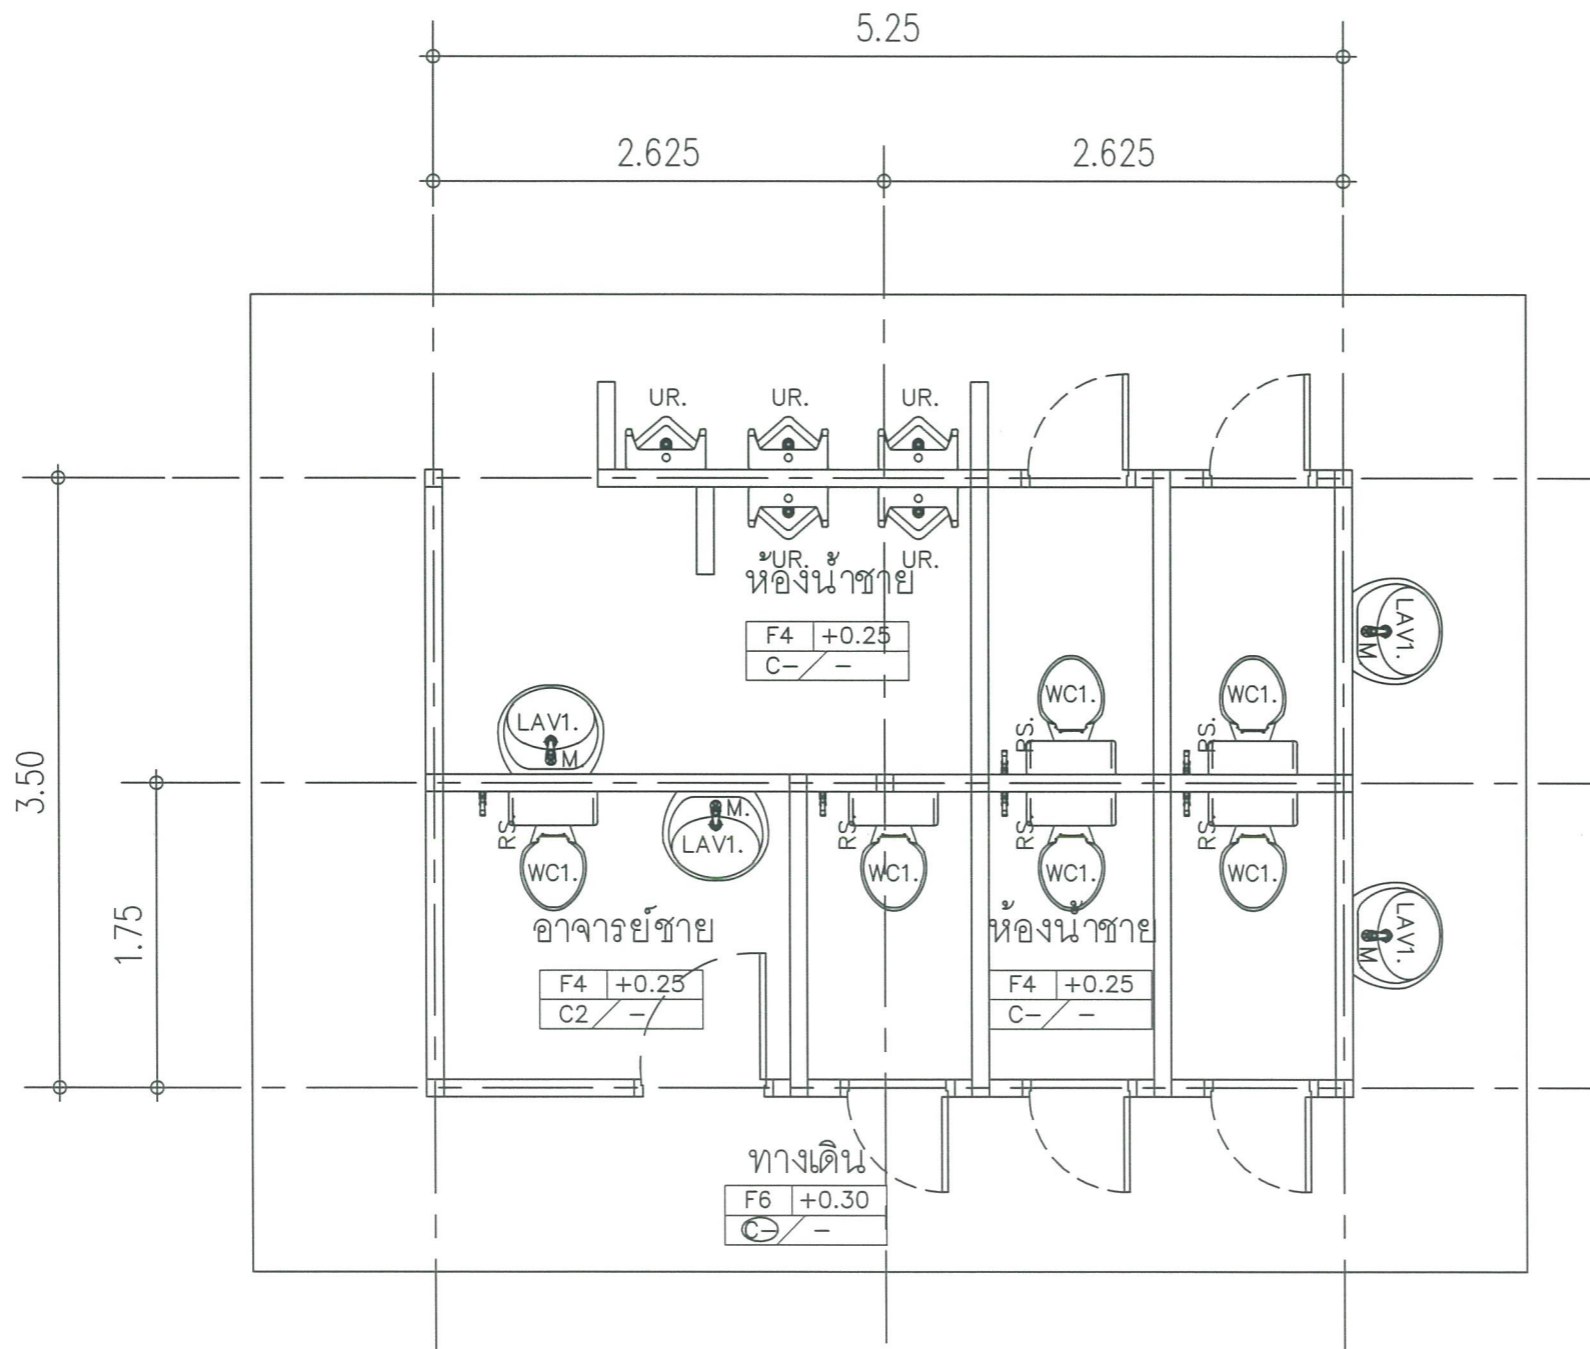 5.25
2.625
2.625
UR.
UR.
UR.
UR.
UR.
ห้องน้ำชาย
F4 +0.25
C- / -
LAV1.
M.
WC1.
WC1.
RS.
RS.
LAV1.
M.
3.50
1.75
RS.
WC1.
M.
LAV1.
RS.
WC1.
RS.
WC1.
RS.
WC1.
LAV1.
M.
อาจารย์ชาย
F4 +0.25
C2 / -
ห้องน้ำชาย
F4 +0.25
C- / -
ทางเดิน
F6 +0.30
C- / -